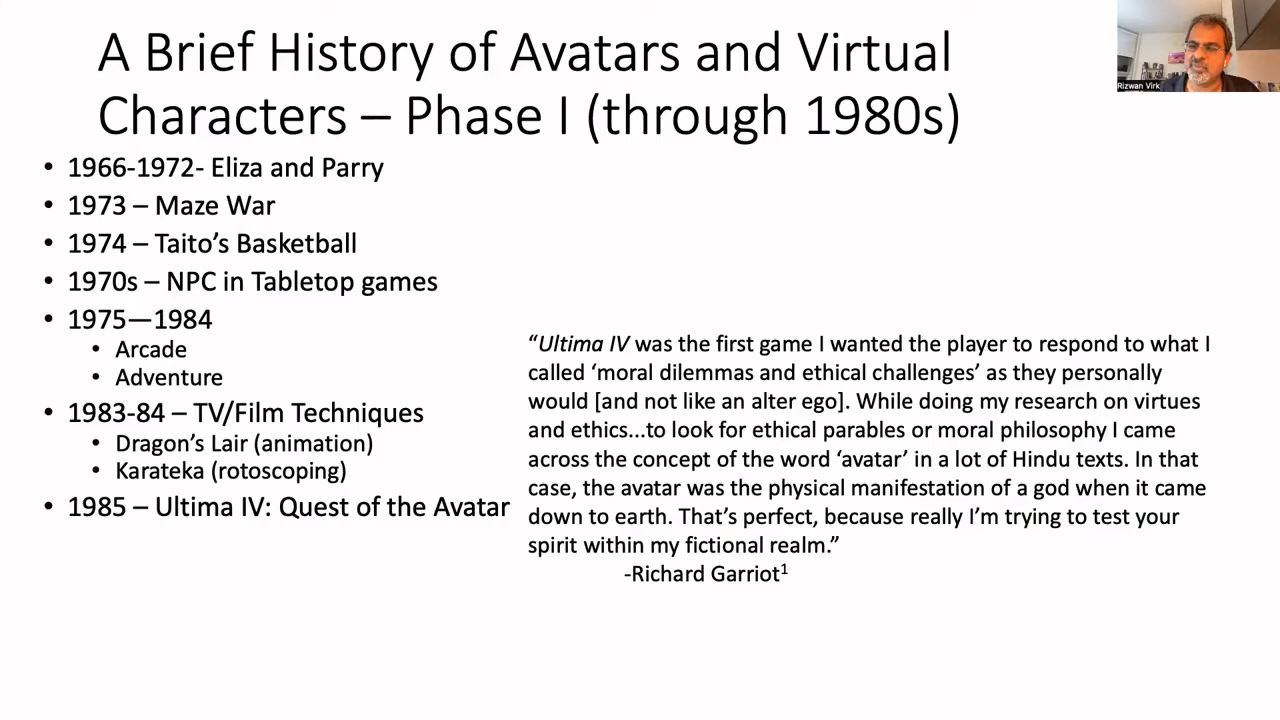 A Brief History of Avatars and Virtual
Characters – Phase I (through 1980s)
Rizwan Virk
• 1966-1972- Eliza and Parry
• 1973 – Maze War
• 1974 – Taito’s Basketball
• 1970s – NPC in Tabletop games
• 1975—1984
• Arcade
• Adventure
• 1983-84 – TV/Film Techniques
• Dragon’s Lair (animation)
• Karateka (rotoscoping)
• 1985 – Ultima IV: Quest of the Avatar
“Ultima IV was the first game I wanted the player to respond to what I
called ‘moral dilemmas and ethical challenges’ as they personally
would [and not like an alter ego]. While doing my research on virtues
and ethics...to look for ethical parables or moral philosophy I came
across the concept of the word ‘avatar’ in a lot of Hindu texts. In that
case, the avatar was the physical manifestation of a god when it came
down to earth. That’s perfect, because really I’m trying to test your
spirit within my fictional realm.”
-Richard Garriot¹